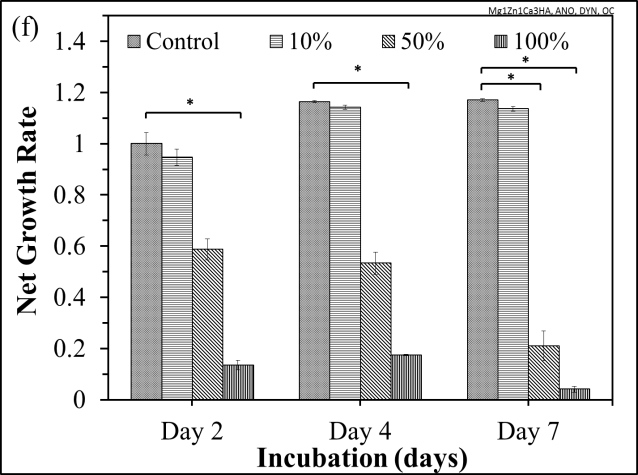 Mg1Zn1Ca3HA, ANO, DYN, OC
(f)
1.4
Control 10% 50% 100%
1.2
1
0.8
0.6
0.4
0.2
0
* * * *
Net Growth Rate
Day 2 Day 4 Day 7
Incubation (days)